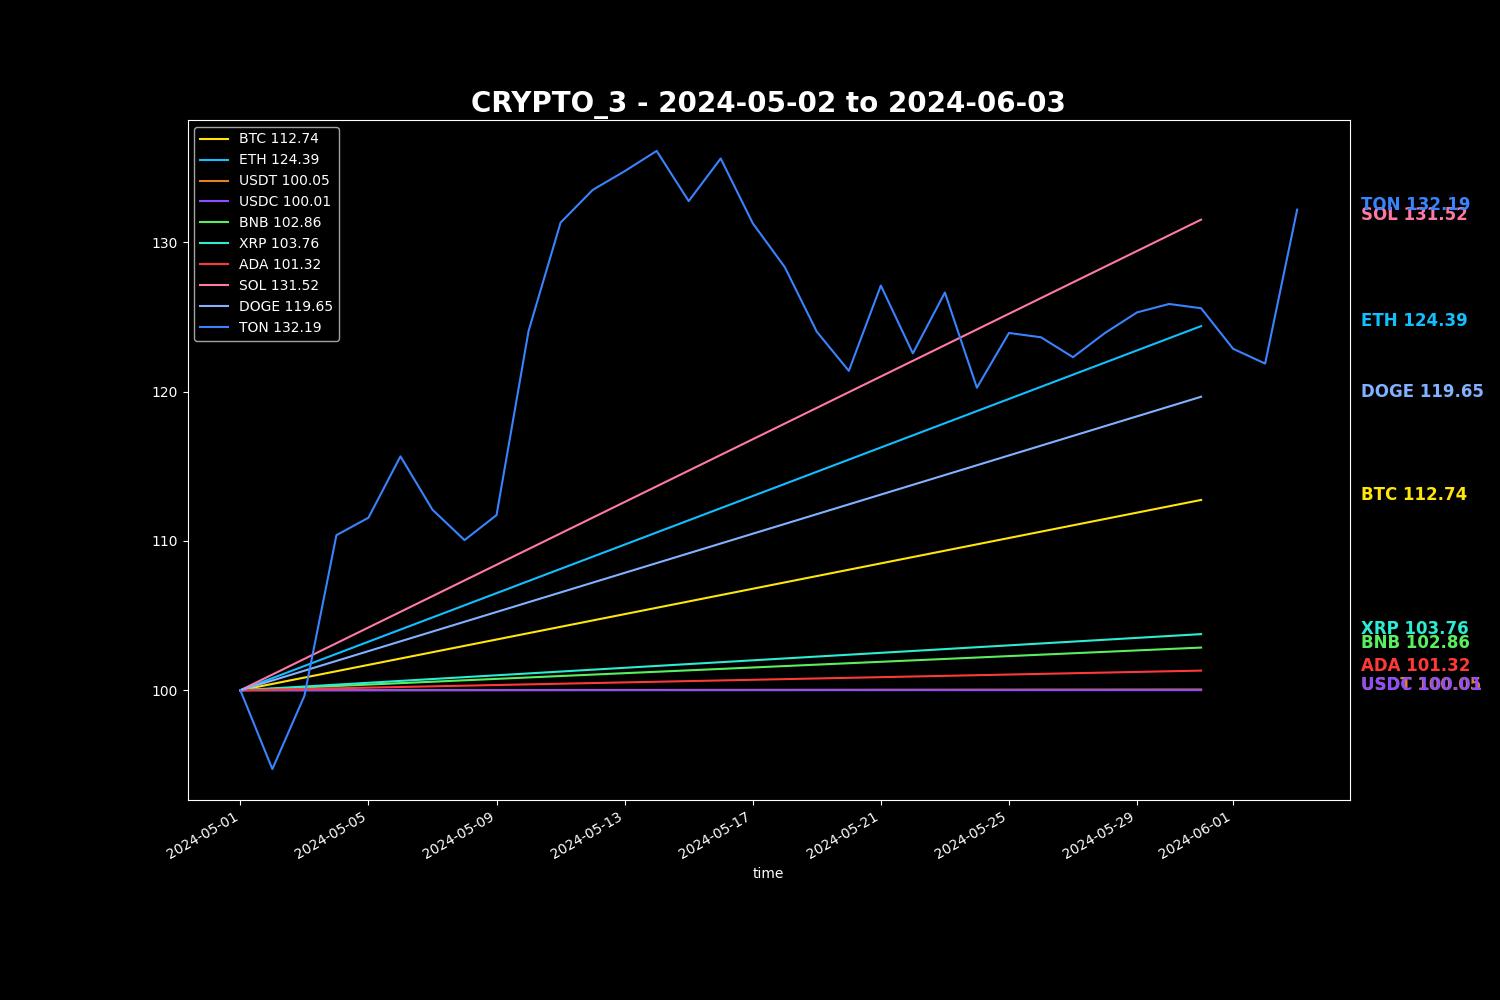 CRYPTO_3 - 2024-05-02 to 2024-06-03
BTC 112.74
ETH 124.39
USDT 100.05
USDC 100.01
BNB 102.86
XRP 103.76
ADA 101.32
SOL 131.52
DOGE 119.65
TON 132.19
130
120
110
100
TON 132.19
SOL 131.52
ETH 124.39
DOGE 119.65
BTC 112.74
XRP 103.76
BNB 102.86
ADA 101.32
2024-05-01
2024-05-05
2024-05-09
2024-05-13
2024-05-17
2024-05-21
2024-05-25
2024-05-29
2024-06-01
time